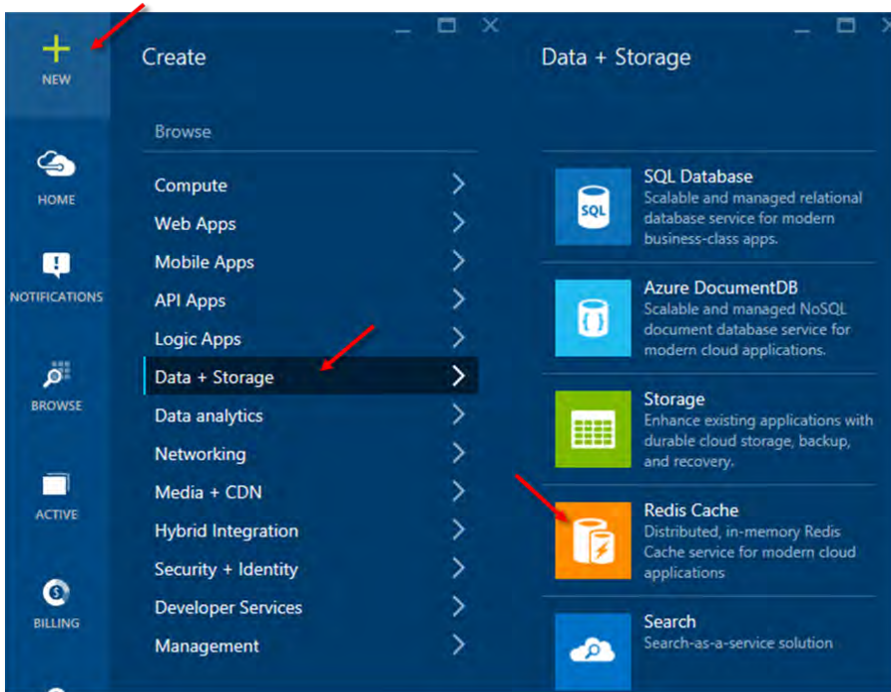 NEW
HOME
NOTIFICATIONS
BROWSE
ACTIVE
BILLING
Create
Browse
Compute
Web Apps
Mobile Apps
API Apps
Logic Apps
Data + Storage
Data analytics
Networking
Media + CDN
Hybrid Integration
Security + Identity
Developer Services
Management
Data + Storage
SQL
SQL Database
Scalable and managed relational
database service for modern
business-class apps.
Azure DocumentDB
Scalable and managed NoSQL
document database service for
modern cloud applications.
Storage
Enhance existing applications with
durable cloud storage, backup,
and recovery.
Redis Cache
Distributed, in-memory Redis
Cache service for modern cloud
applications
Search
Search-as-a-service solution